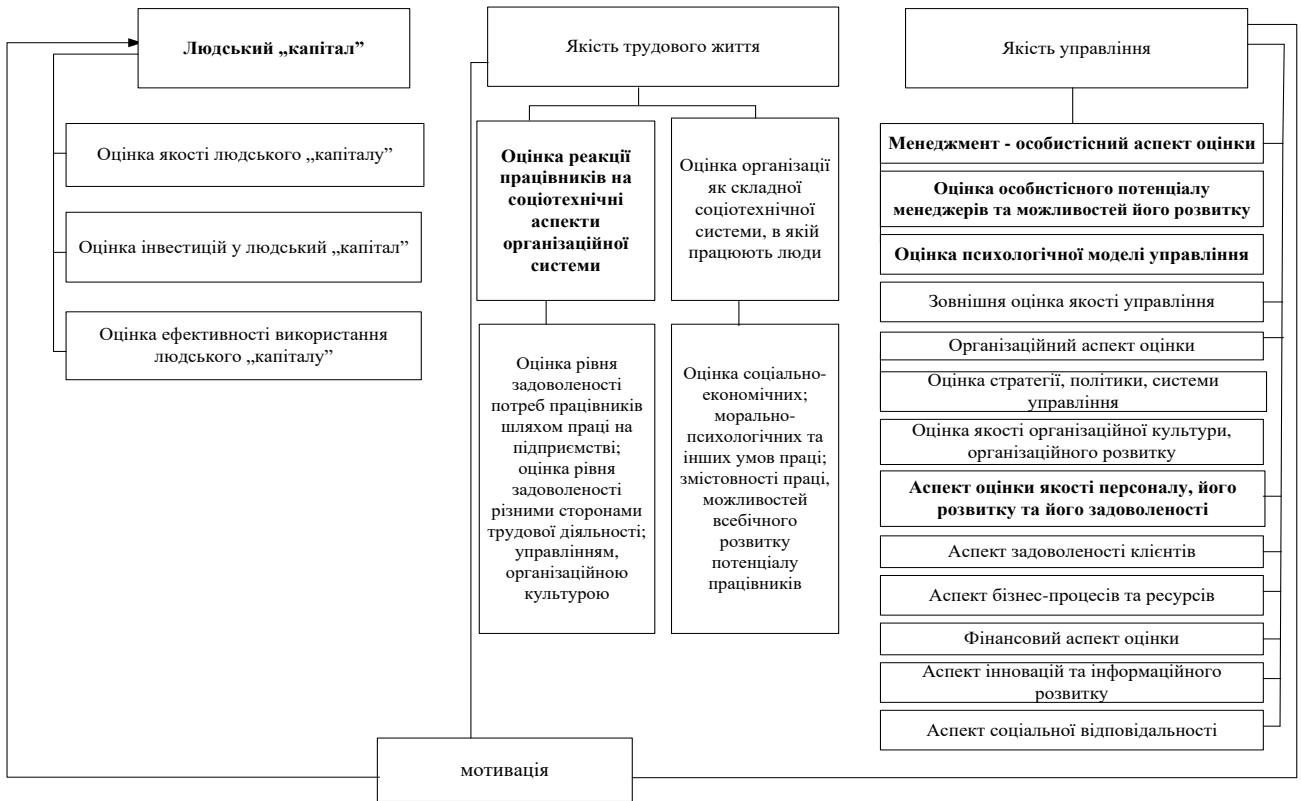 Людський „капітал”
Оцінка якості людського „капіталу”
Оцінка інвестицій у людський „капітал”
Оцінка ефективності використання
людського „капіталу”
Якість трудового життя
Оцінка реакції
працівників на
соціотехнічні
аспекти
організаційної
системи
Оцінка рівня
задоволеності
потреб працівників
шляхом праці на
підприємстві;
оцінка рівня
задоволеності
різними сторонами
трудової діяльності;
управлінням,
організаційною
культурою
Оцінка організації
як складної
соціотехнічної
системи, в якій
працюють люди
Оцінка соціально-
економічних;
морально-
психологічних та
інших умов праці;
змістовності праці,
можливостей
всебічного
розвитку
потенціалу
працівників
Якість управління
Менеджмент - особистісний аспект оцінки
Оцінка особистісного потенціалу
менеджерів та можливостей його розвитку
Оцінка психологічної моделі управління
Зовнішня оцінка якості управління
Організаційний аспект оцінки
Оцінка стратегії, політики, системи
управління
Оцінка якості організаційної культури,
організаційного розвитку
Аспект оцінки якості персоналу, його
розвитку та його задоволеності
Аспект задоволеності клієнтів
Аспект бізнес-процесів та ресурсів
Фінансовий аспект оцінки
Аспект інновацій та інформаційного
розвитку
Аспект соціальної відповідальності
мотивація